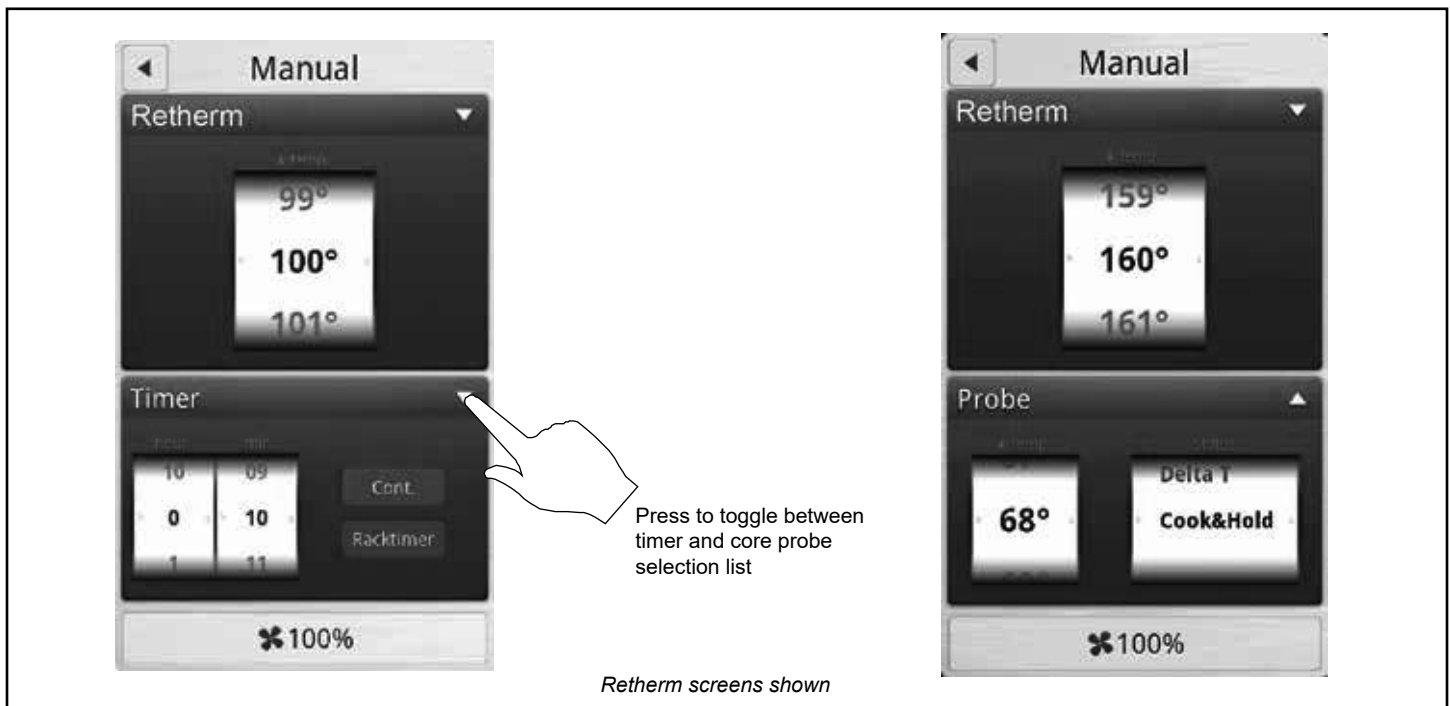 Manual
Retherm
99°
100°
101°
Timer
hour min
10 09
0 10
1 11
Cont.
Racktimer
100%
Press to toggle between
timer and core probe
selection list
Manual
Retherm
159°
160°
161°
Probe
Delta T
68° Cook&Hold
100%
Retherm screens shown